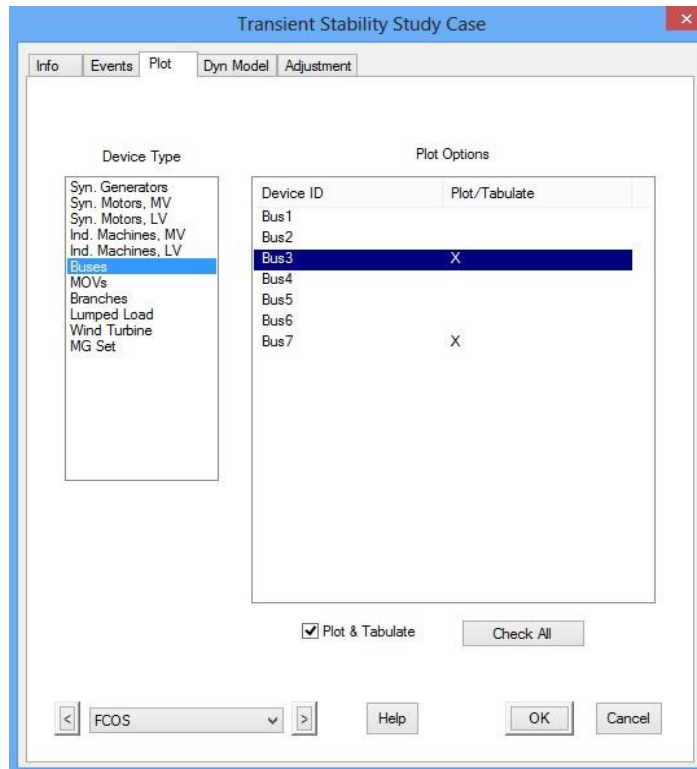 Transient Stability Study Case
Info Events Plot Dyn Model Adjustment
Device Type
Syn. Generators
Syn. Motors, MV
Syn. Motors, LV
Ind. Machines, MV
Ind. Machines, LV
Buses
MOVs
Branches
Lumped Load
Wind Turbine
MG Set
Plot Options
Device ID Plot/Tabulate
Bus1
Bus2
Bus3 X
Bus4
Bus5
Bus6
Bus7 X
Plot & Tabulate Check All
< FCOS > Help OK Cancel